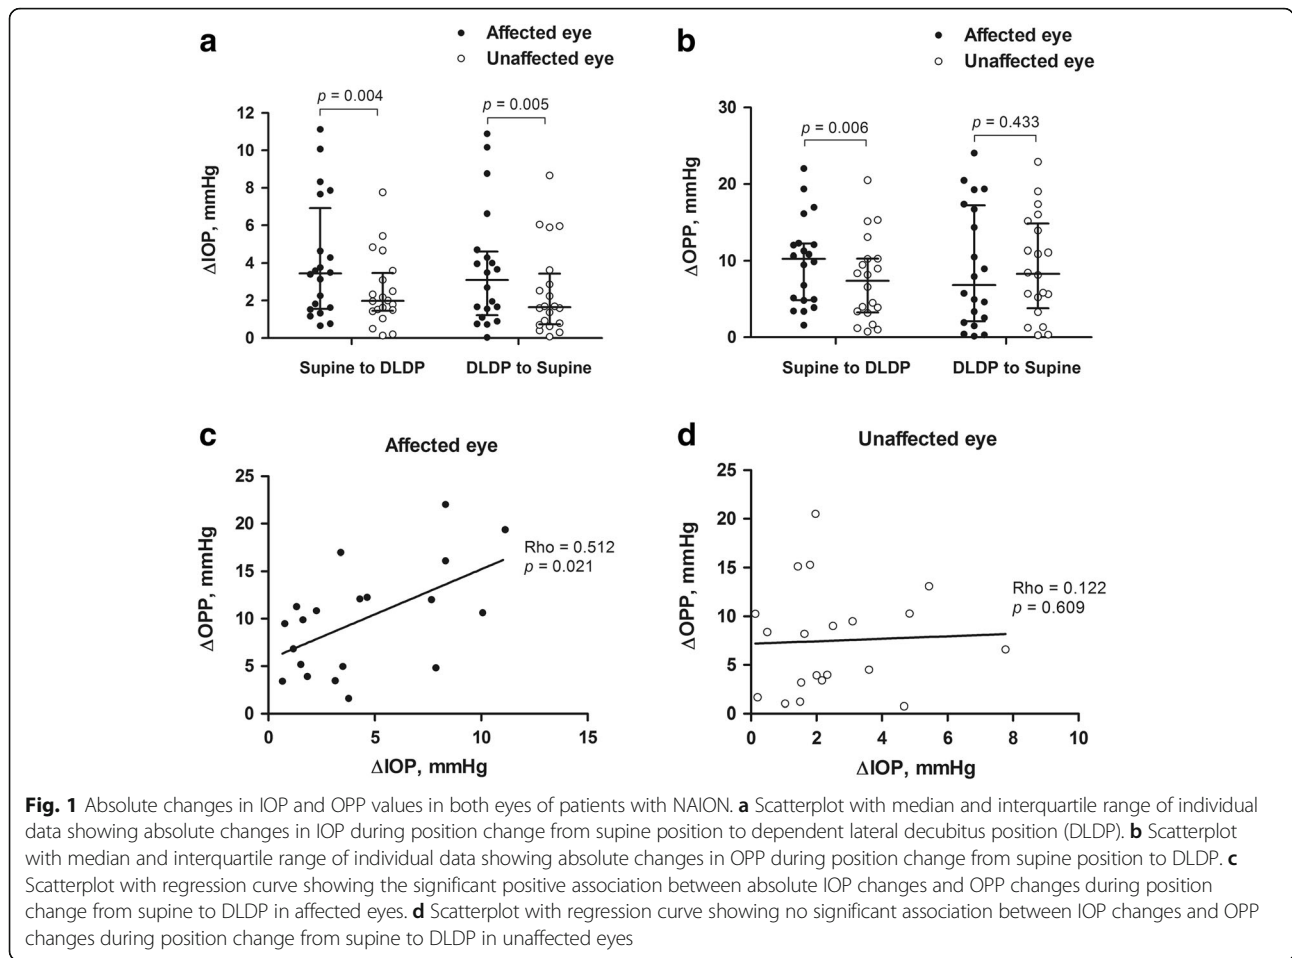 a
Affected eye
Unaffected eye
p = 0.004
p = 0.005
12
10
8
6
4
2
0
ΔIOP, mmHg
Supine to DLDP
DLDP to Supine
b
Affected eye
Unaffected eye
p = 0.006
p = 0.433
30
20
10
0
ΔOPP, mmHg
Supine to DLDP
DLDP to Supine
c
Affected eye
25
20
15
10
5
0
ΔOPP, mmHg
Rho = 0.512
p = 0.021
0
5
10
15
ΔIOP, mmHg
d
Unaffected eye
25
20
15
10
5
0
ΔOPP, mmHg
Rho = 0.122
p = 0.609
0
2
4
6
8
10
ΔIOP, mmHg
Fig. 1 Absolute changes in IOP and OPP values in both eyes of patients with NAION. a Scatterplot with median and interquartile range of individual
data showing absolute changes in IOP during position change from supine position to dependent lateral decubitus position (DLDP). b Scatterplot
with median and interquartile range of individual data showing absolute changes in OPP during position change from supine position to DLDP. c
Scatterplot with regression curve showing the significant positive association between absolute IOP changes and OPP changes during position
change from supine to DLDP in affected eyes. d Scatterplot with regression curve showing no significant association between IOP changes and OPP
changes during position change from supine to DLDP in unaffected eyes